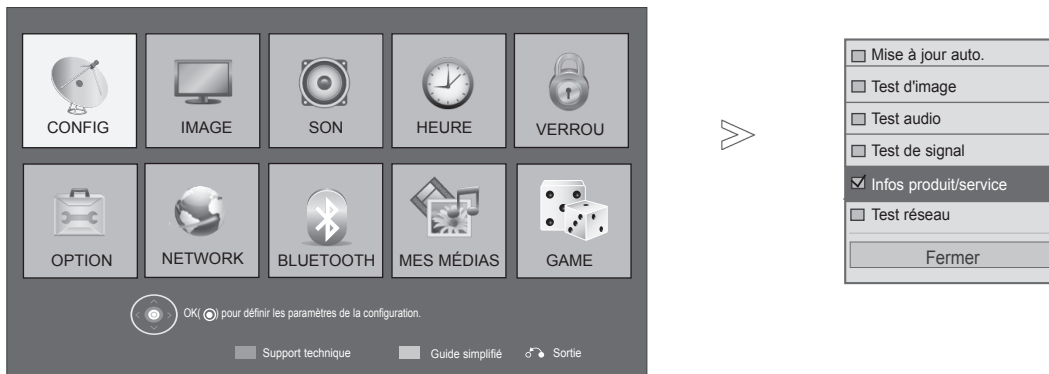 CONFIG
IMAGE
SON
HEURE
VERROU
OPTION
NETWORK
BLUETOOTH
MES MÉDIAS
GAME
OK( ) pour définir les paramètres de la configuration.
Support technique
Guide simplifié
Sortie
Mise à jour auto.
Test d'image
Test audio
Test de signal
Infos produit/service
Test réseau
Fermer